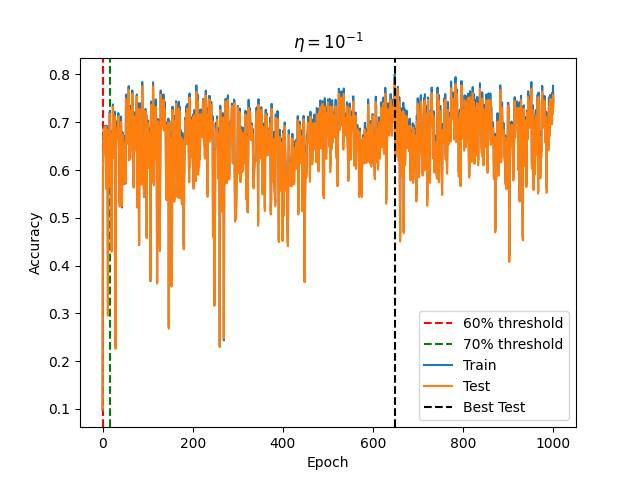 η = 10⁻¹
0.8
0.7
0.6
0.5
0.4
0.3
0.2
0.1
Accuracy
60% threshold
70% threshold
Train
Test
Best Test
0 200 400 600 800 1000
Epoch